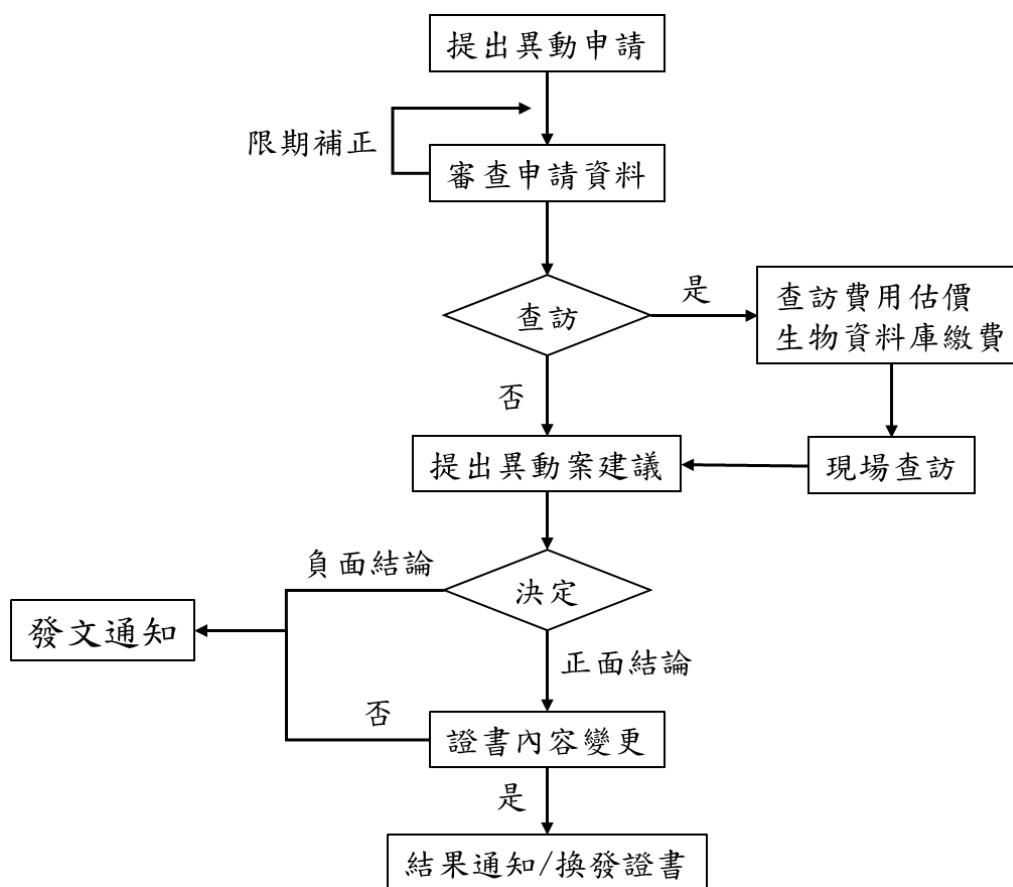 提出異動申請
限期補正
審查申請資料
查訪
是
查訪費用估價
生物資料庫繳費
否
提出異動案建議
現場查訪
負面結論
決定
發文通知
正面結論
否
證書內容變更
是
結果通知/換發證書